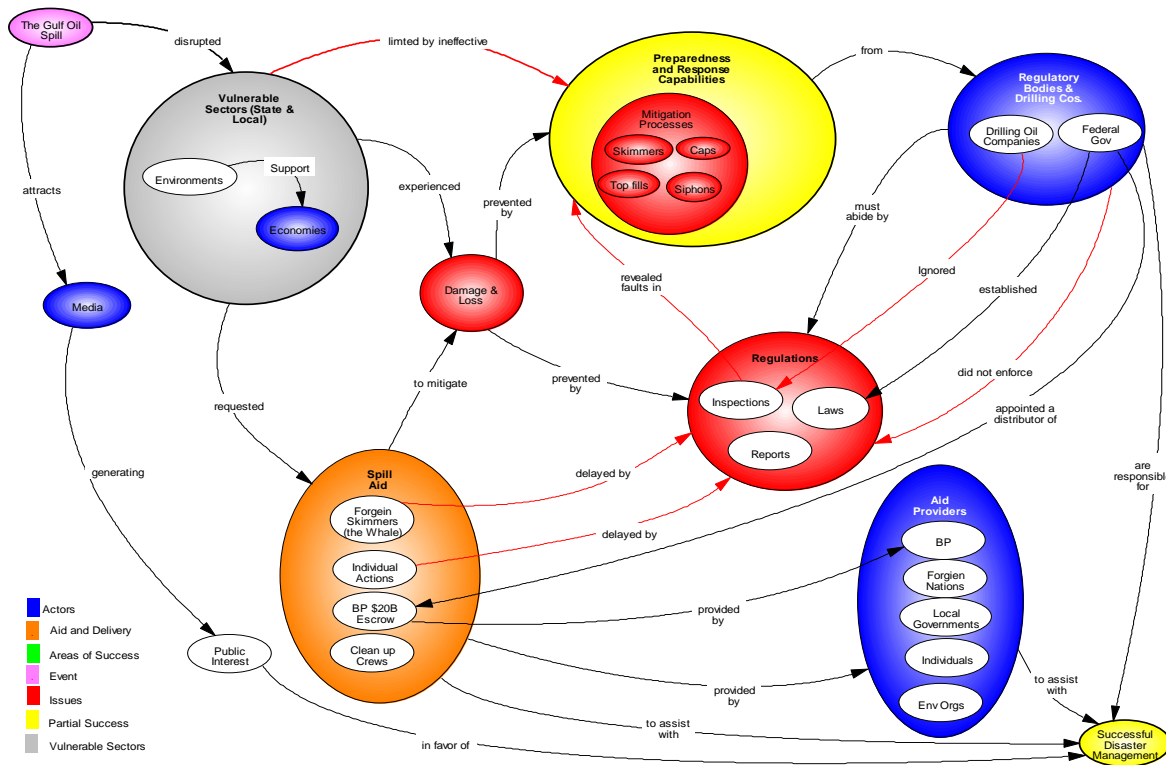 The Gulf Oil
Spill
disrupted
limted by ineffective
from
Vulnerable
Sectors (State &
Local)
Environments
Support
Economies
Preparedness
and Response
Capabilities
Mitigation
Processes
Skimmers
Caps
Top fills
Siphons
Regulatory
Bodies &
Drilling Cos.
Drilling Oil
Companies
Federal
Gov
attracts
experienced
prevented
by
must
abide by
Media
Damage &
Loss
revealed
faults in
Ignored
established
to mitigate
prevented
by
Regulations
Inspections
Laws
Reports
did not enforce
appointed a
distributor of
requested
generating
delayed by
delayed by
are
responsible
for
Spill
Aid
Forgein
Skimmers
(the Whale)
Individual
Actions
BP $20B
Escrow
Clean up
Crews
Aid
Providers
BP
Forgien
Nations
Local
Governments
Individuals
Env Orgs
provided
by
provided
by
to assist
with
to assist
with
Public
Interest
in favor of
Successful
Disaster
Management
Actors
Aid and Delivery
Areas of Success
Event
Issues
Partial Success
Vulnerable Sectors